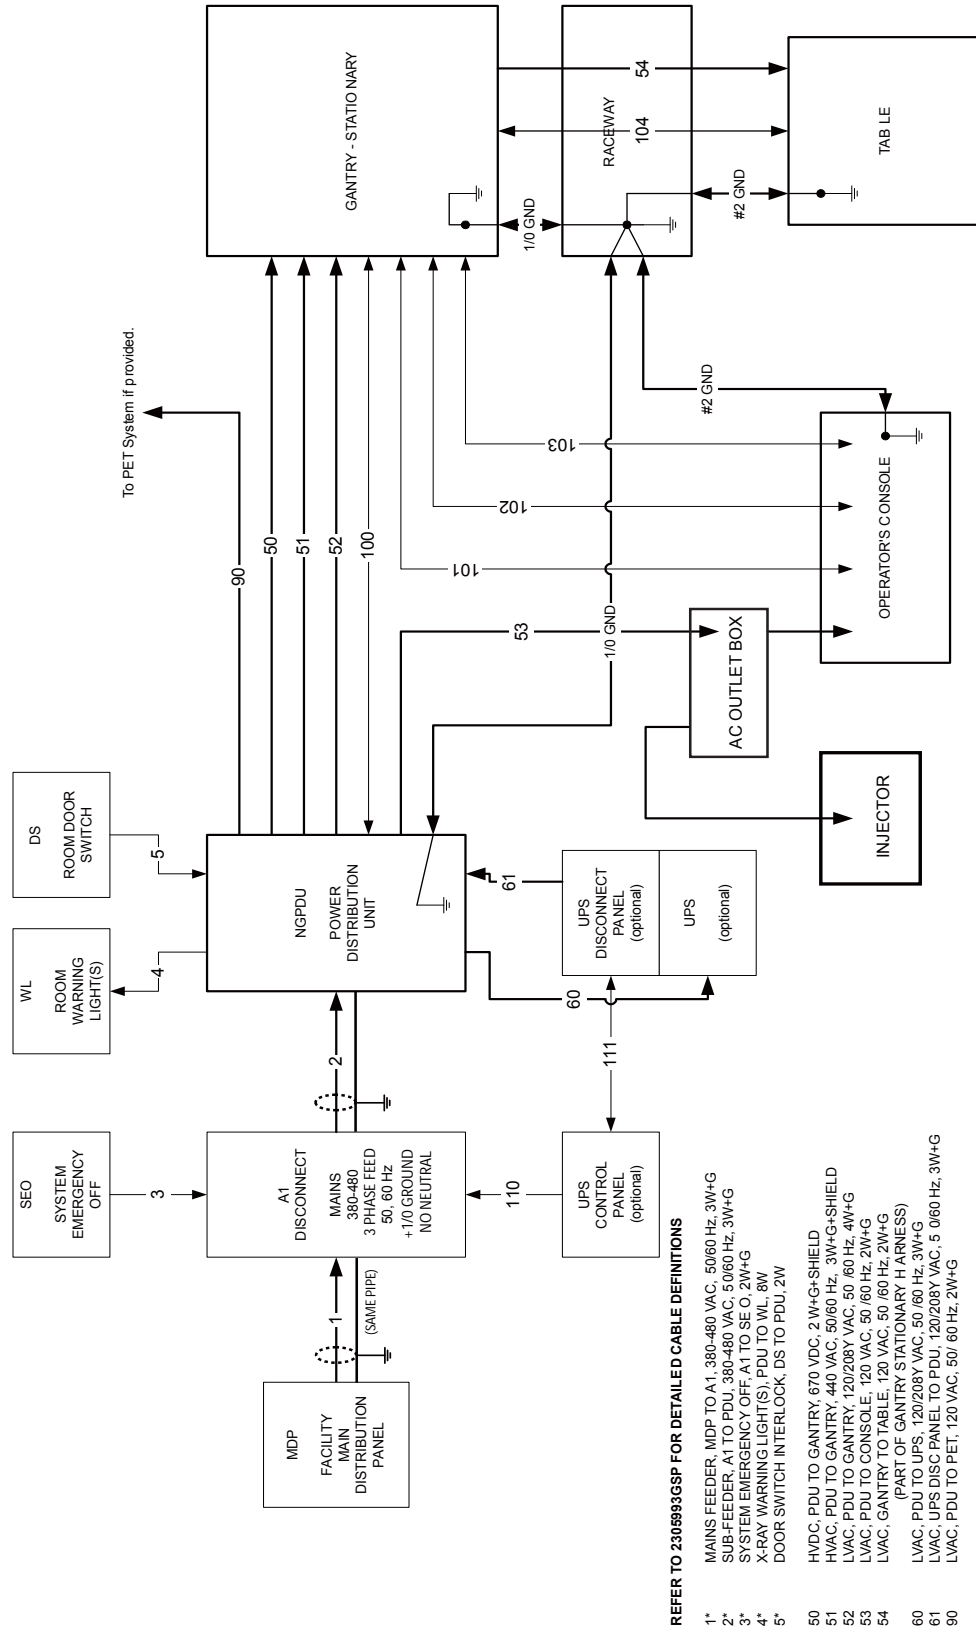 To PET System if provided.
SEO
SYSTEM
EMERGENCY
OFF
WL
ROOM
WARNING
LIGHT(S)
DS
ROOM DOOR
SWITCH
3
4
5
90
MDP
FACILITY
MAIN
DISTRIBUTION
PANEL
1
(SAME PIPE)
A1
DISCONNECT
MAINS
380-480
3 PHASE FEED
50, 60 Hz
+1/0 GROUND
NO NEUTRAL
2
NGPDU
POWER
DISTRIBUTION
UNIT
50
51
52
100
101
102
103
53
1/0 GND
GANTRY - STATIONARY
1/0 GND
RACEWAY
54
104
#2 GND
TABLE
#2 GND
110
UPS
CONTROL
PANEL
(optional)
111
60
61
UPS
DISCONNECT
PANEL
(optional)
UPS
(optional)
AC OUTLET BOX
INJECTOR
OPERATOR'S CONSOLE
REFER TO 2305993GSP FOR DETAILED CABLE DEFINITIONS
1* MAINS FEEDER, MDP TO A1, 380-480 VAC, 50/60 Hz, 3W+G
2* SUB-FEEDER, A1 TO PDU, 380-480 VAC, 5 0/60 Hz, 3W+G
3* SYSTEM EMERGENCY OFF, A1 TO SE O, 2W+G
4* X-RAY WARNING LIGHT(S), PDU TO WL, 8W
5* DOOR SWITCH INTERLOCK, DS TO PDU, 2W
50 HVDC, PDU TO GANTRY, 670 VDC, 2 W+G+SHIELD
51 HVAC, PDU TO GANTRY, 440 VAC, 50/60 Hz, 3W+G+SHIELD
52 LVAC, PDU TO GANTRY, 120/208Y VAC, 50 /60 Hz, 4W+G
53 LVAC, PDU TO CONSOLE, 120 VAC, 50 /60 Hz, 2W+G
54 LVAC, GANTRY TO TABLE, 120 VAC, 50 /60 Hz, 2W+G
(PART OF GANTRY STATIONARY H ARNESS)
60 LVAC, PDU TO UPS, 120/208Y VAC, 50 /60 Hz, 3W+G
61 LVAC, UPS DISC PANEL TO PDU, 120/208Y VAC, 5 0/60 Hz, 3W+G
90 LVAC, PDU TO PET, 120 VAC, 50/ 60 Hz, 2W+G